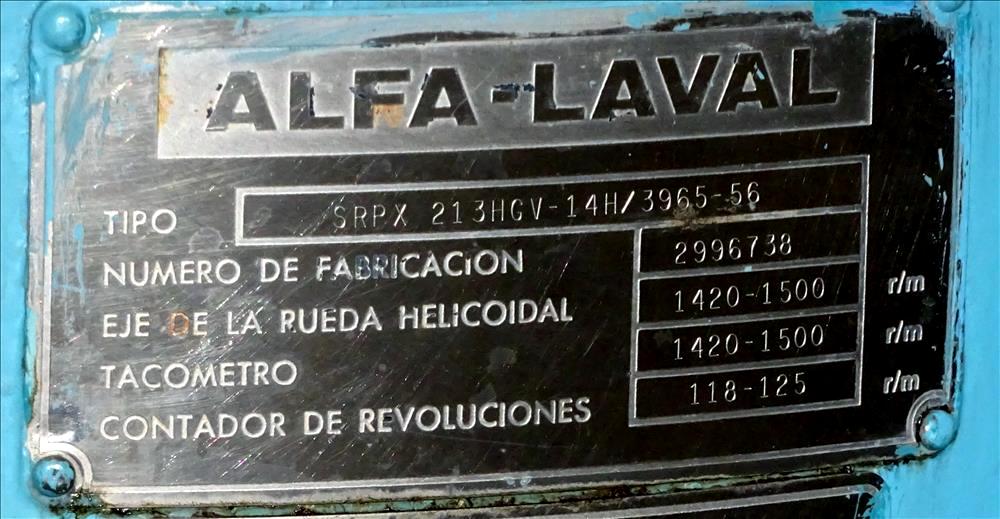 ALFA-LAVAL
TIPO SRPX 213HGV-14H/3965-56
NUMERO DE FABRICACION 2996738
EJE DE LA RUEDA HELICOIDAL 1420-1500 r/m
TACOMETRO 1420-1500 r/m
CONTADOR DE REVOLUCIONES 118-125 r/m